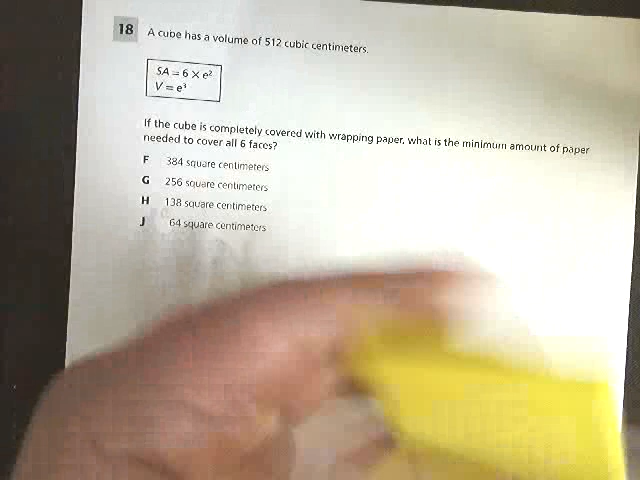 18 A cube has a volume of 512 cubic centimeters.
SA = 6 × e²
V = e³
If the cube is completely covered with wrapping paper, what is the minimum amount of paper
needed to cover all 6 faces?
F 384 square centimeters
G 256 square centimeters
H 138 square centimeters
J 64 square centimeters